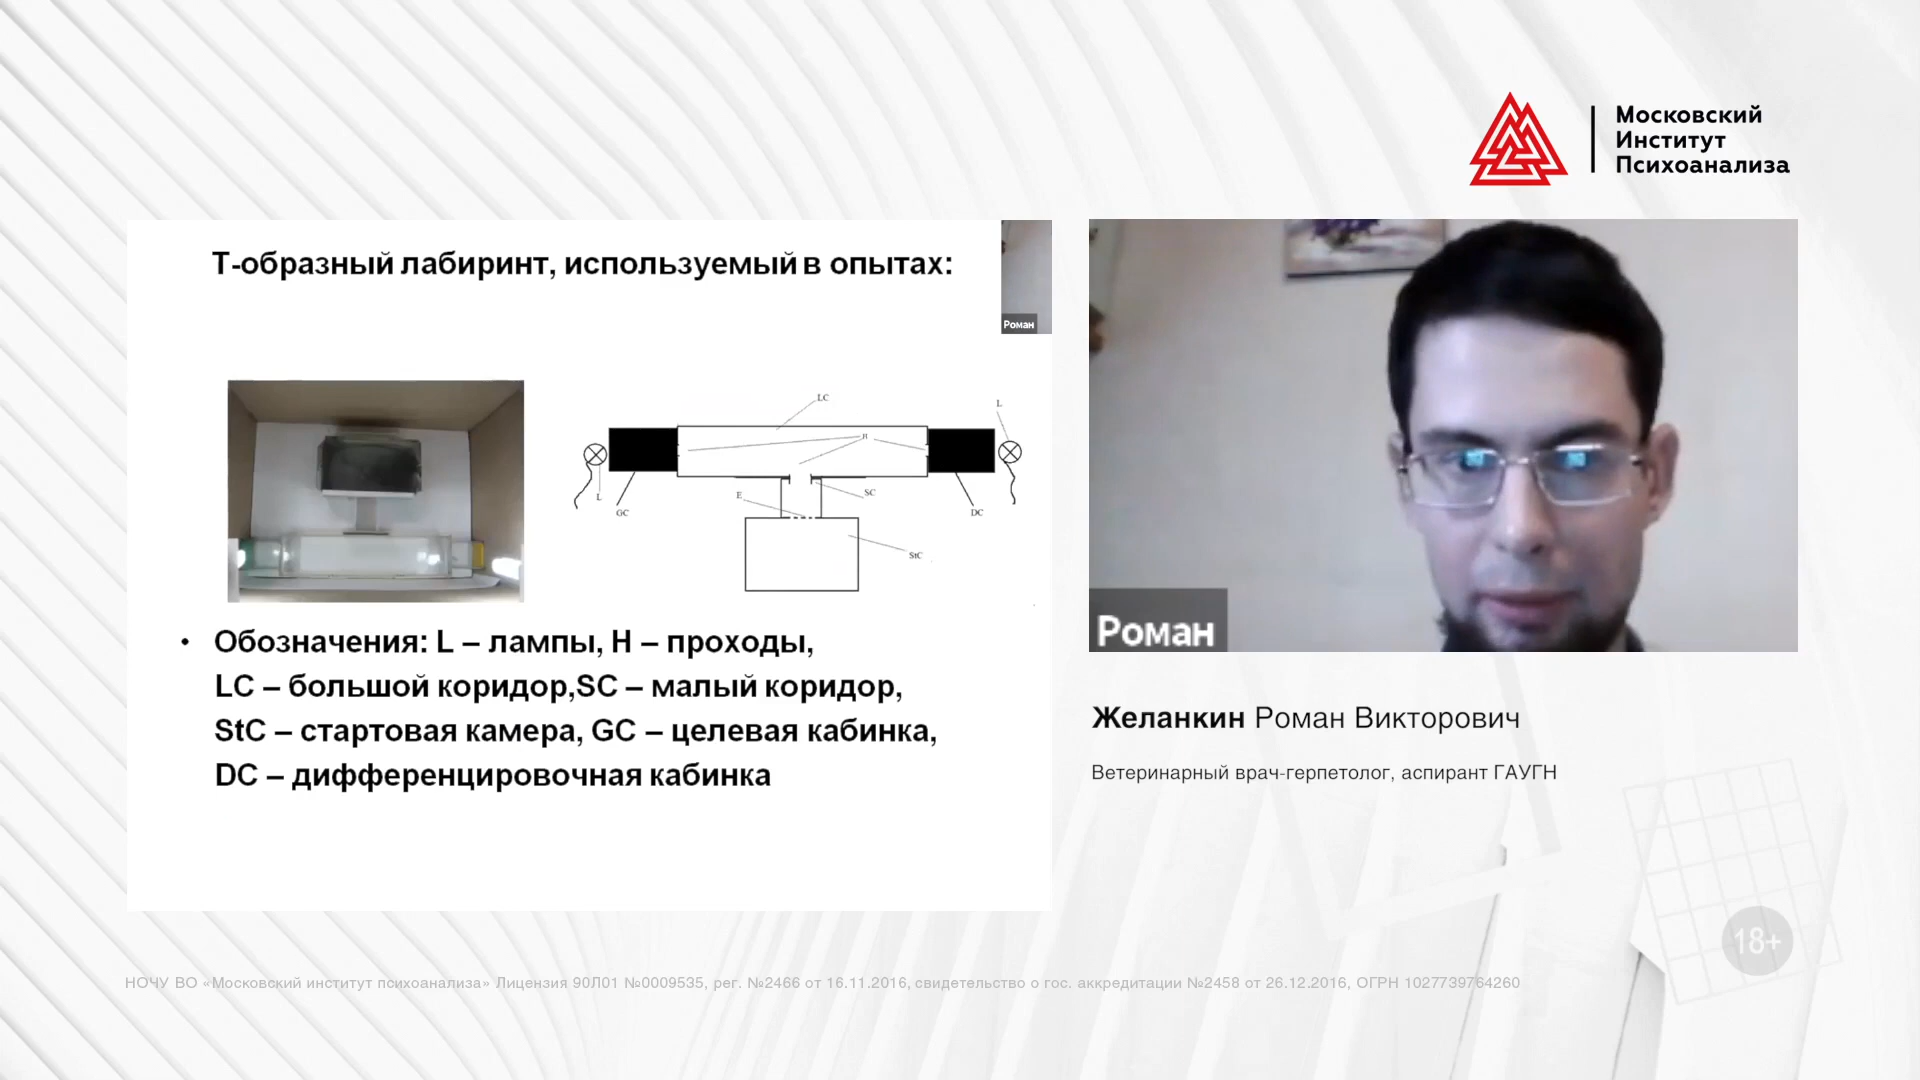 Московский
Институт
Психоанализа
Т-образный лабиринт, используемый в опытах:
Роман
LC
L
H
L
GC
E
SC
DC
StC
• Обозначения: L – лампы, H – проходы,
LC – большой коридор,SC – малый коридор,
StC – стартовая камера, GC – целевая кабинка,
DC – дифференцировочная кабинка
Роман
Желанкин Роман Викторович
Ветеринарный врач-герпетолог, аспирант ГАУГН
18+
НОЧУ ВО «Московский институт психоанализа» Лицензия 90Л01 №0009535, рег. №2466 от 16.11.2016, свидетельство о гос. аккредитации №2458 от 26.12.2016, ОГРН 1027739764260